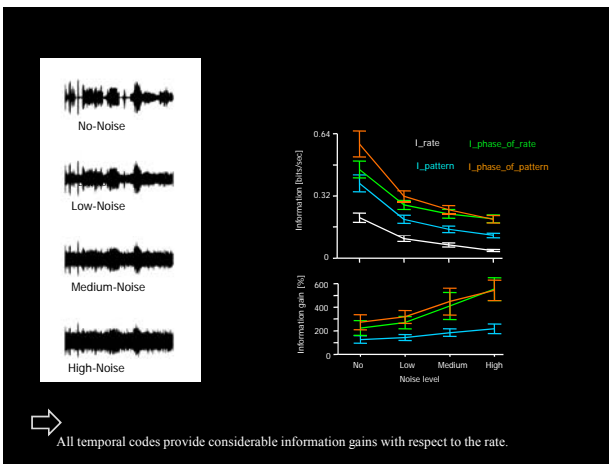 No-Noise
Low-Noise
Medium-Noise
High-Noise
Information [bits/sec]
0.64
0.32
0
I_rate
I_phase_of_rate
I_pattern
I_phase_of_pattern
Information gain [%]
600
400
200
0
No
Low
Medium
High
Noise level
All temporal codes provide considerable information gains with respect to the rate.